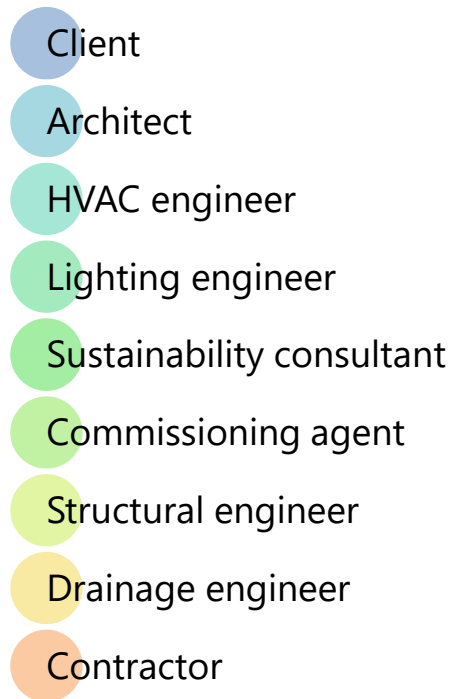 Client
Architect
HVAC engineer
Lighting engineer
Sustainability consultant
Commissioning agent
Structural engineer
Drainage engineer
Contractor